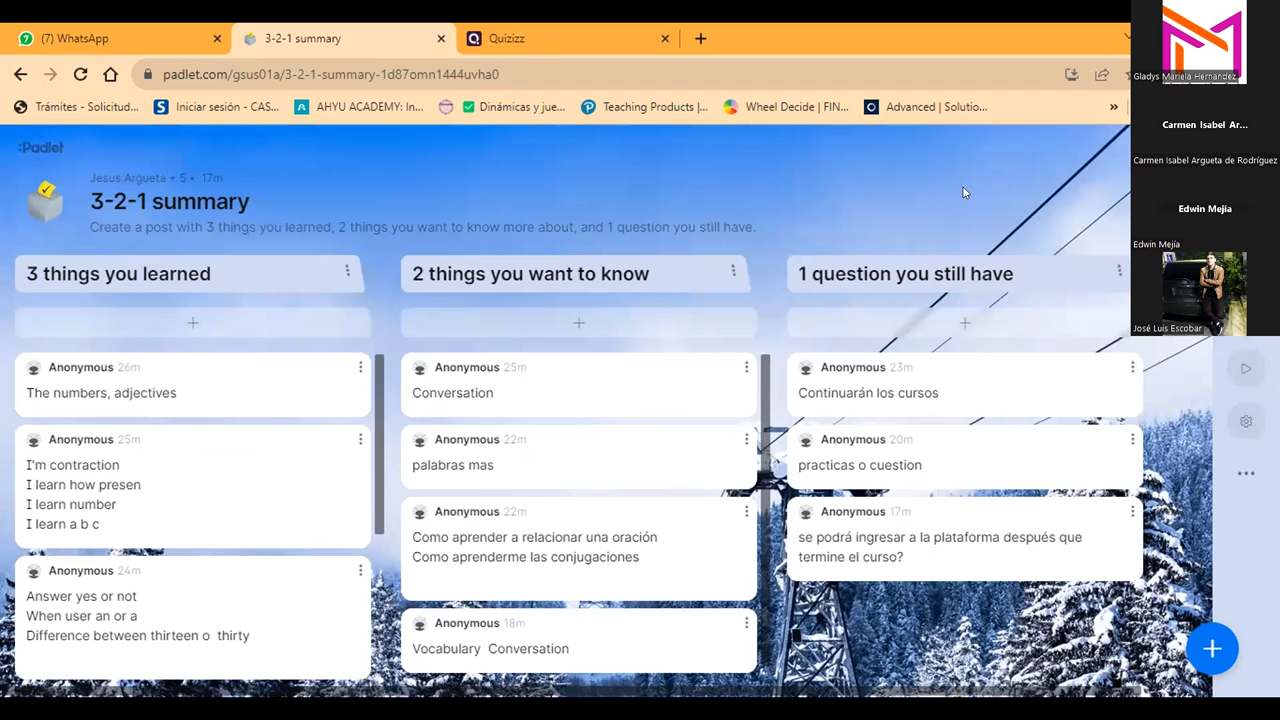 (7) WhatsApp
3-2-1 summary
Quizizz
padlet.com/gsus01a/3-2-1-summary-1d87omn1444uvha0
Trámites - Solicitud...
Iniciar sesión - CAS...
AHYU ACADEMY: In...
Dinámicas y jue...
Teaching Products |...
Wheel Decide | FIN...
Advanced | Solutio...
»
:Padlet
Jesus Argueta + 5 • 17m
3-2-1 summary
Create a post with 3 things you learned, 2 things you want to know more about, and 1 question you still have.
3 things you learned
Anonymous 26m
The numbers, adjectives
Anonymous 25m
I'm contraction
I learn how presen
I learn number
I learn a b c
Anonymous 24m
Answer yes or not
When user an or a
Difference between thirteen o thirty
2 things you want to know
Anonymous 25m
Conversation
Anonymous 22m
palabras mas
Anonymous 22m
Como aprender a relacionar una oración
Como aprenderme las conjugaciones
Anonymous 18m
Vocabulary Conversation
1 question you still have
Anonymous 23m
Continuarán los cursos
Anonymous 20m
practicas o cuestion
Anonymous 17m
se podrá ingresar a la plataforma después que
termine el curso?
Gladys Mariela Hernandez
Carmen Isabel Ar...
Carmen Isabel Argueta de Rodríguez
Edwin Mejía
Edwin Mejía
José Luis Escobar